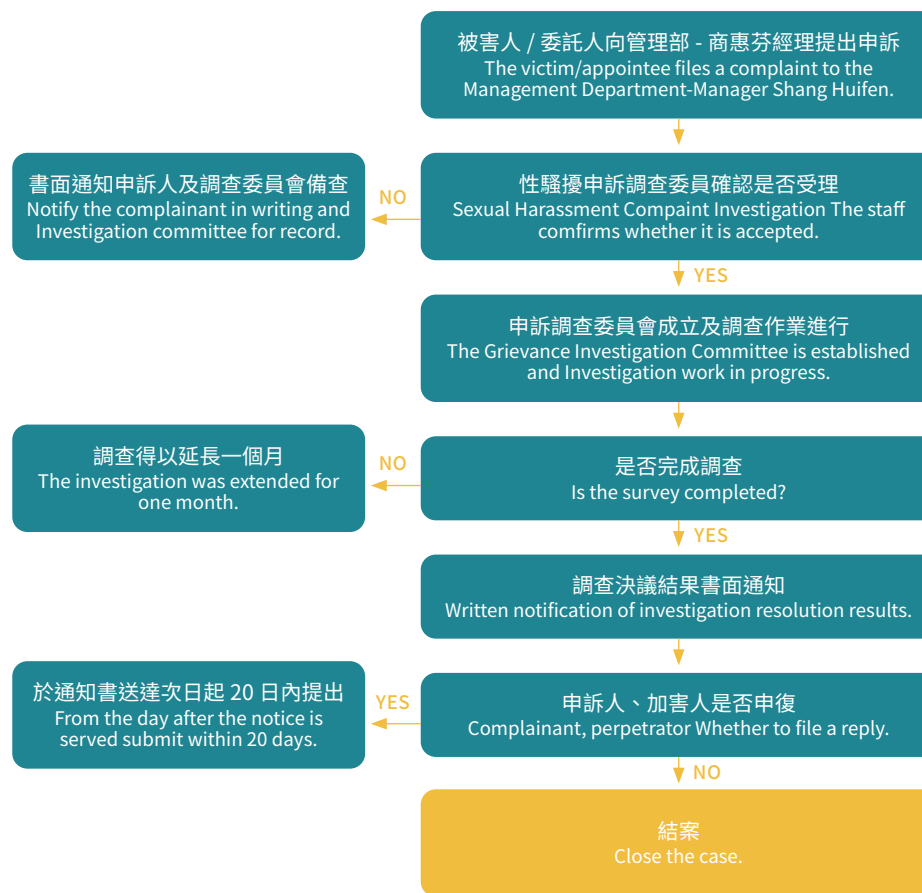 被害人 / 委託人向管理部 - 商惠芬經理提出申訴
The victim/appointee files a complaint to the
Management Department-Manager Shang Huifen.
書面通知申訴人及調查委員會備查
Notify the complainant in writing and
Investigation committee for record.
NO
性騷擾申訴調查委員確認是否受理
Sexual Harassment Compaint Investigation The staff
comfirms whether it is accepted.
YES
申訴調查委員會成立及調查作業進行
The Grievance Investigation Committee is established
and Investigation work in progress.
調查得以延長一個月
The investigation was extended for
one month.
NO
是否完成調查
Is the survey completed?
YES
調查決議結果書面通知
Written notification of investigation resolution results.
於通知書送達次日起 20 日內提出
From the day after the notice is
served submit within 20 days.
YES
申訴人、加害人是否申復
Complainant, perpetrator Whether to file a reply.
NO
結案
Close the case.